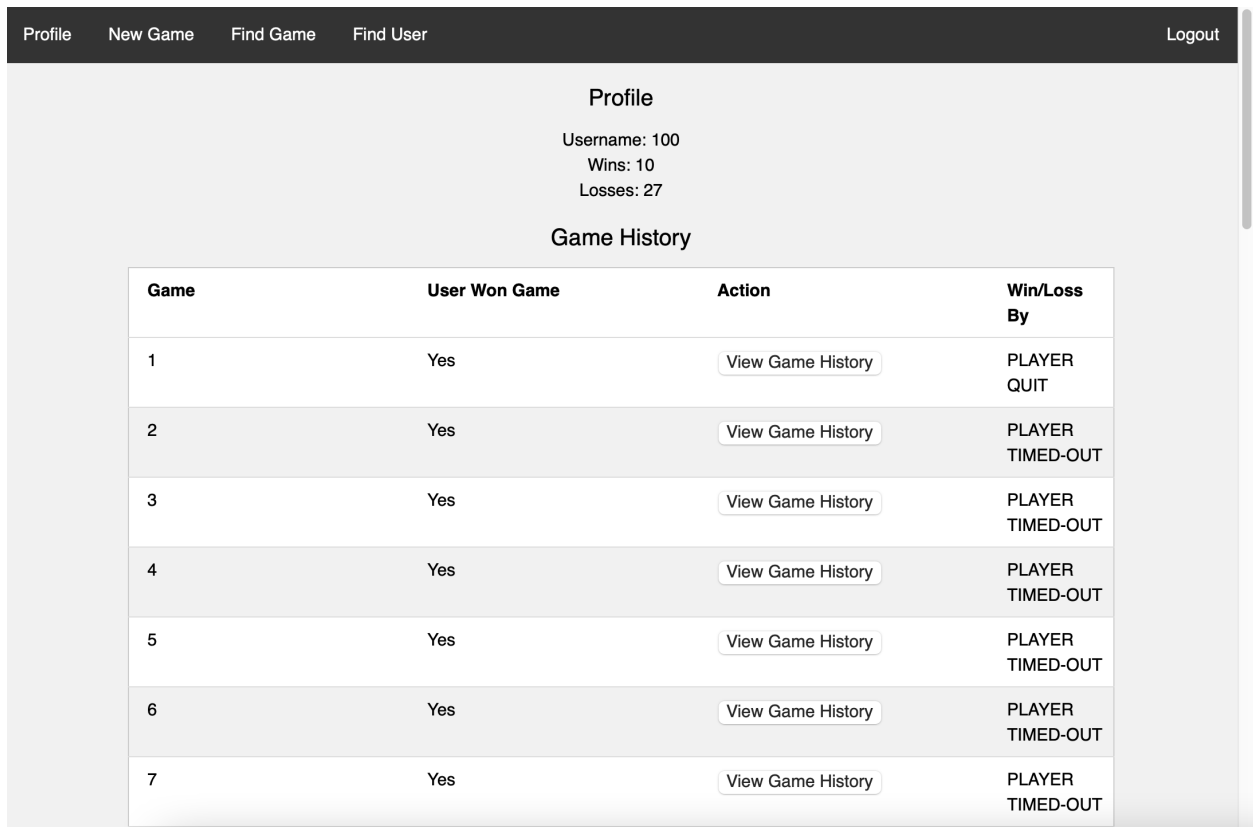 Profile New Game Find Game Find User Logout
Profile
Username: 100
Wins: 10
Losses: 27
Game History
Game User Won Game Action Win/Loss
By
1 Yes View Game History PLAYER
QUIT
2 Yes View Game History PLAYER
TIMED-OUT
3 Yes View Game History PLAYER
TIMED-OUT
4 Yes View Game History PLAYER
TIMED-OUT
5 Yes View Game History PLAYER
TIMED-OUT
6 Yes View Game History PLAYER
TIMED-OUT
7 Yes View Game History PLAYER
TIMED-OUT